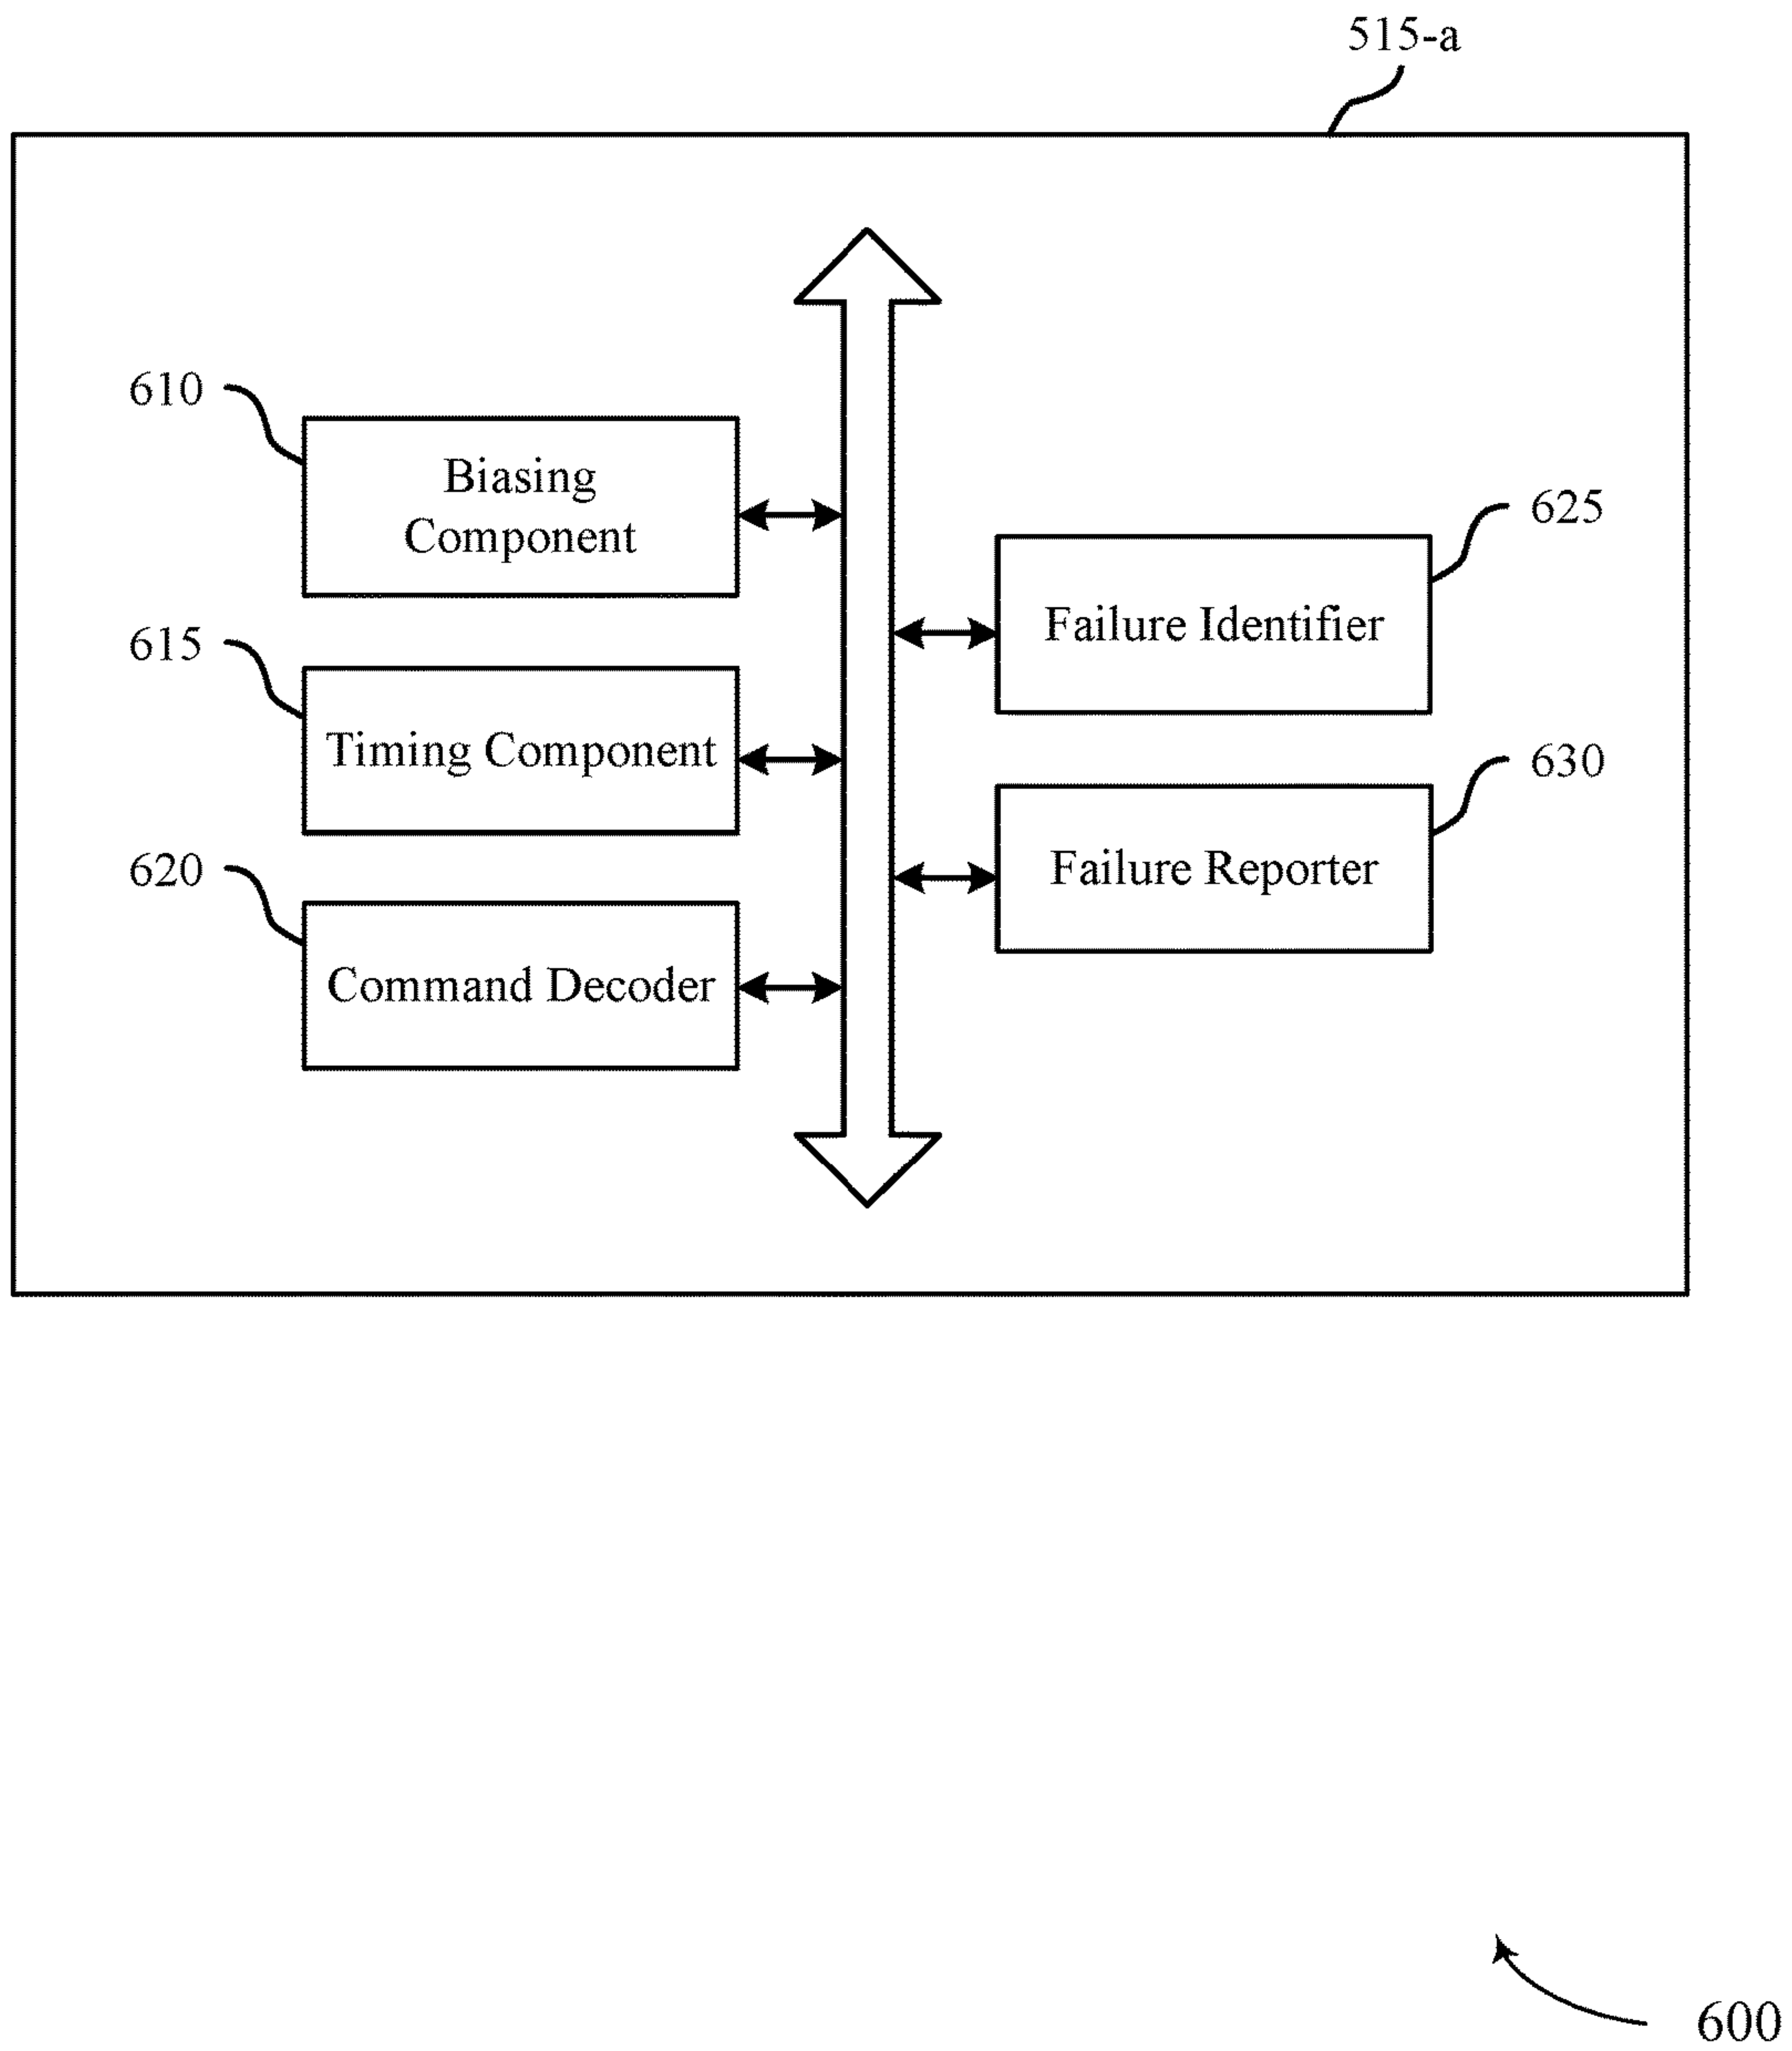 515-a
610
Biasing
Component
625
Failure Identifier
615
Timing Component
630
Failure Reporter
620
Command Decoder
600